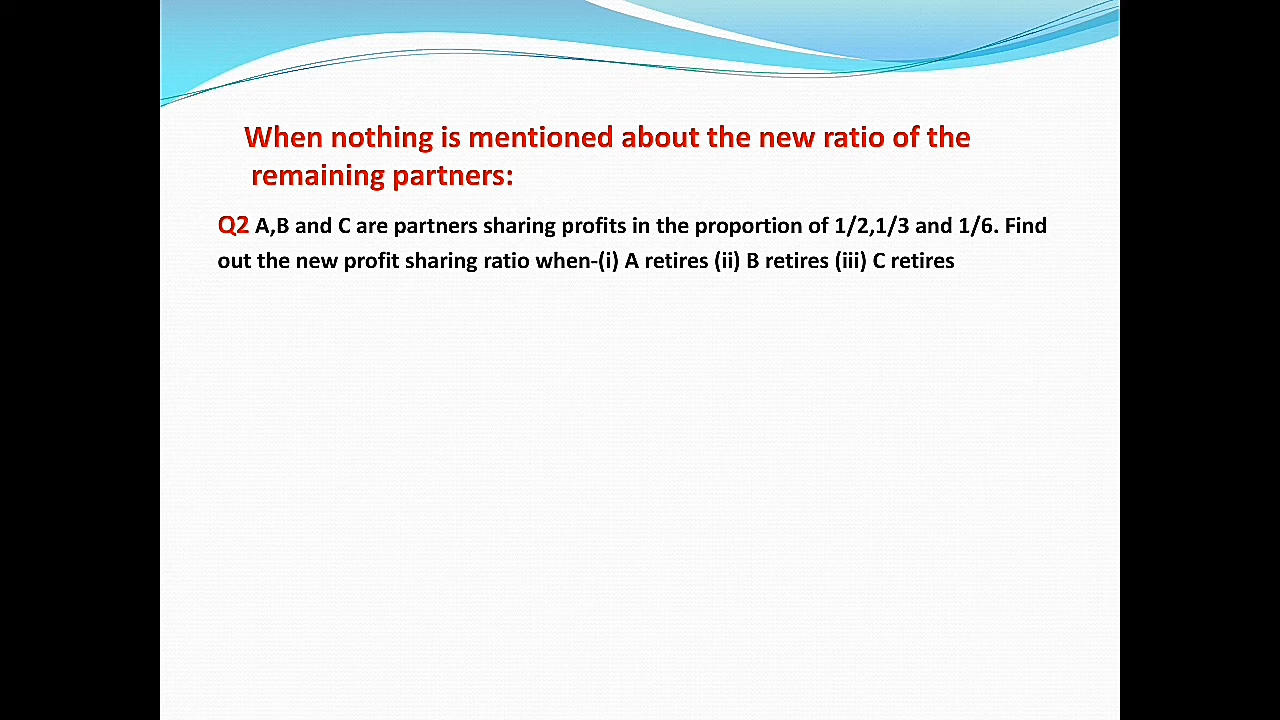 When nothing is mentioned about the new ratio of the
remaining partners:
Q2 A,B and C are partners sharing profits in the proportion of 1/2,1/3 and 1/6. Find
out the new profit sharing ratio when-(i) A retires (ii) B retires (iii) C retires